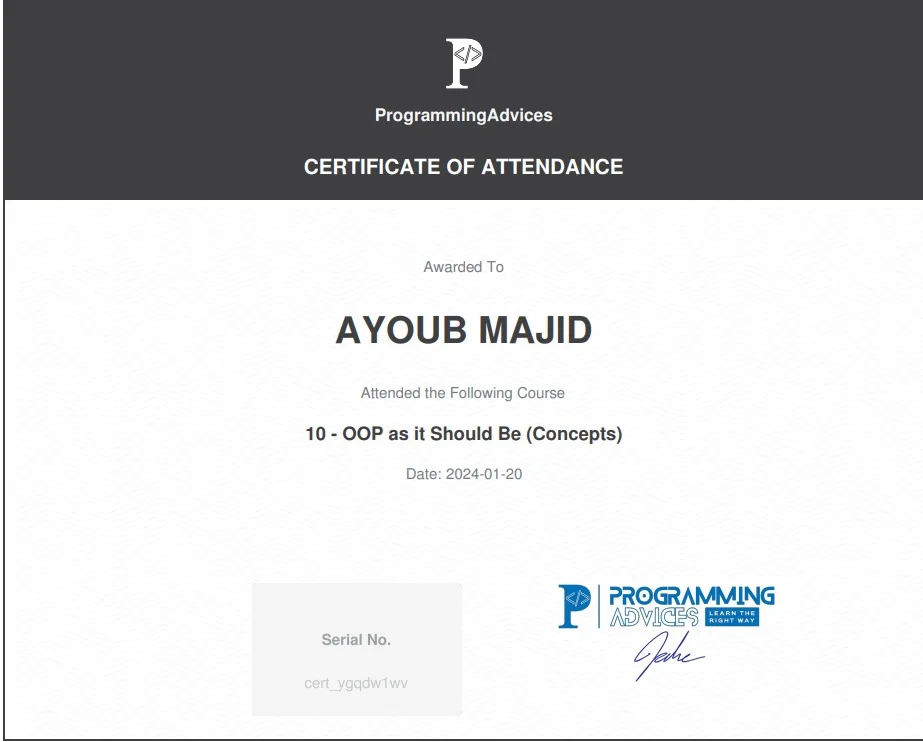 ProgrammingAdvices
CERTIFICATE OF ATTENDANCE
Awarded To
AYOUB MAJID
Attended the Following Course
10 - OOP as it Should Be (Concepts)
Date: 2024-01-20
Serial No.
cert_ygqdw1wv
PROGRAMMING
ADVICES
LEARN THE
RIGHT WAY